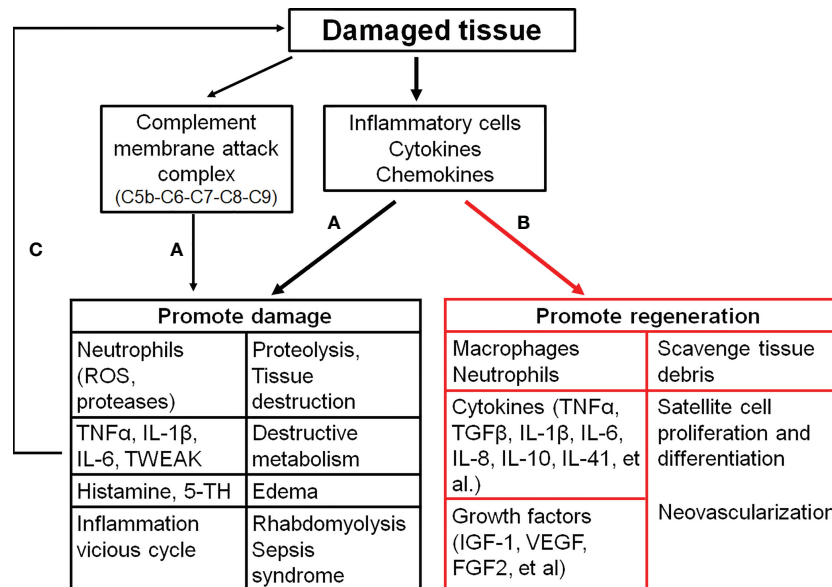 Damaged tissue
Complement
membrane attack
complex
(C5b-C6-C7-C8-C9)
Inflammatory cells
Cytokines
Chemokines
C
A
A
B
Promote damage
Neutrophils
(ROS,
proteases)
Proteolysis,
Tissue
destruction
TNFα, IL-1β,
IL-6, TWEAK
Destructive
metabolism
Histamine, 5-TH
Edema
Inflammation
vicious cycle
Rhabdomyolysis
Sepsis
syndrome
Promote regeneration
Macrophages
Neutrophils
Scavenge tissue
debris
Cytokines (TNFα,
TGFβ, IL-1β, IL-6,
IL-8, IL-10, IL-41, et
al.)
Satellite cell
proliferation and
differentiation
Neovascularization
Growth factors
(IGF-1, VEGF,
FGF2, et al)